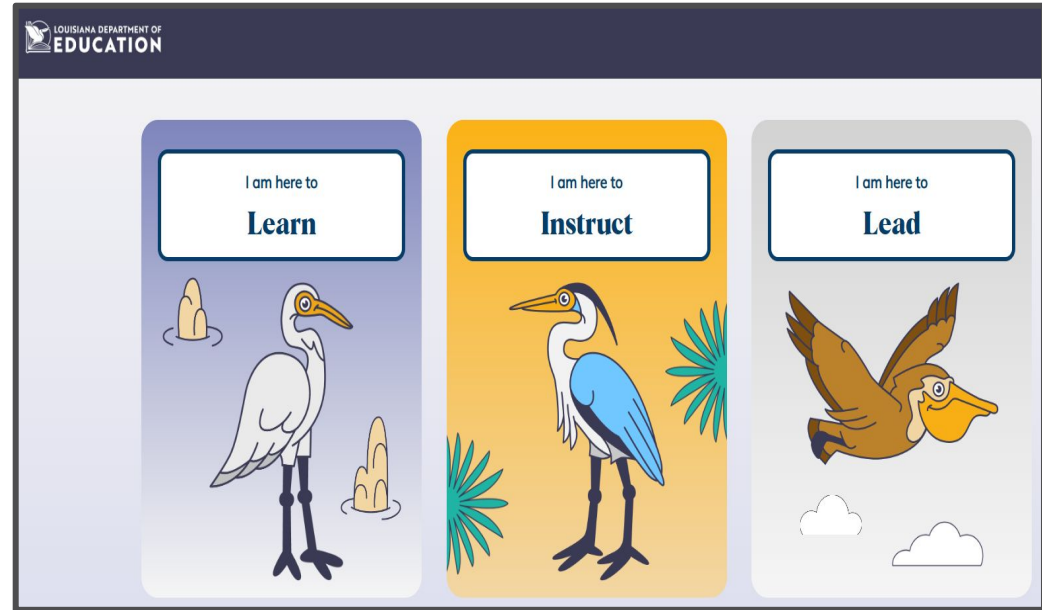 LOUISIANA DEPARTMENT OF
EDUCATION
I am here to
Learn
I am here to
Instruct
I am here to
Lead